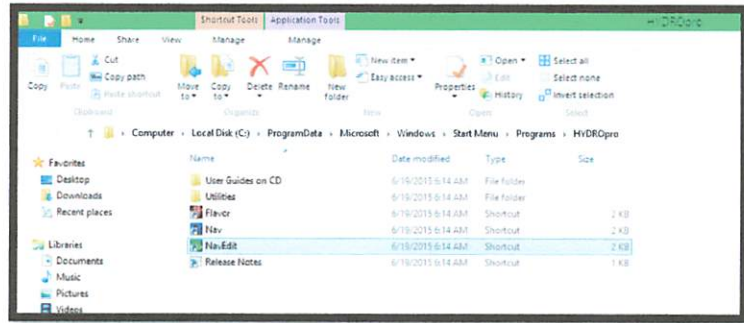 Shortcut Tools Application Tools HYDROpro
File Home Share View Manage Manage
Copy Paste Cut Copy path Paste shortcut Move to Copy to Delete Rename New folder New item Easy access Properties Open Edit History Select all Select none Invert selection
Clipboard Organize New Open Select
Computer Local Disk (C:) ProgramData Microsoft Windows Start Menu Programs HYDROpro
Favorites
Desktop
Downloads
Recent places
Libraries
Documents
Music
Pictures
Videos
Name Date modified Type Size
User Guides on CD 6/19/2015 6:14 AM File folder
Utilities 6/19/2015 6:14 AM File folder
Flavor 6/19/2015 6:14 AM Shortcut 2 KB
Nav 6/19/2015 6:14 AM Shortcut 2 KB
NavEdit 6/19/2015 6:14 AM Shortcut 2 KB
Release Notes 6/19/2015 6:14 AM Shortcut 1 KB